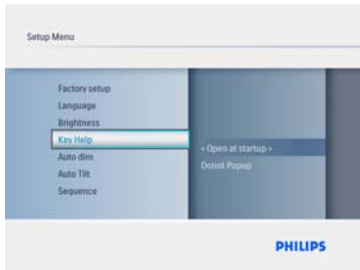 Setup Menu
Factory setup
Language
Brightness
Key Help
Auto dim
Auto Tilt
Sequence
« Open at startup »
Donot Popup
PHILIPS